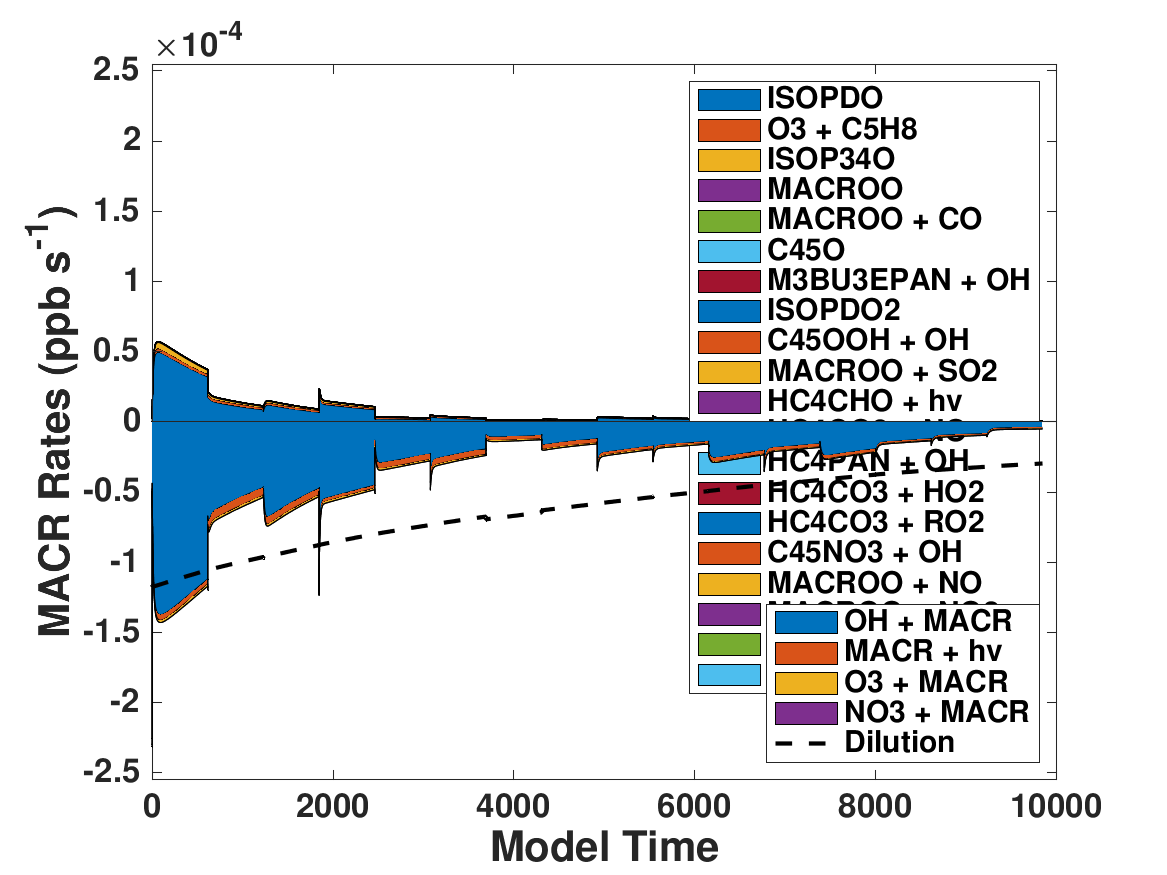 ×10-4
2.5
2
1.5
1
0.5
0
-0.5
-1
-1.5
-2
-2.5
MACR Rates (ppb s-1)
0
2000
4000
6000
8000
10000
Model Time
ISOPDO
O3 + C5H8
ISOP34O
MACROO
MACROO + CO
C45O
M3BU3EPAN + OH
ISOPDO2
C45OOH + OH
MACROO + SO2
HC4CHO + hv
HC4PAN + OH
HC4CO3 + HO2
HC4CO3 + RO2
C45NO3 + OH
MACROO + NO
OH + MACR
MACR + hv
O3 + MACR
NO3 + MACR
Dilution